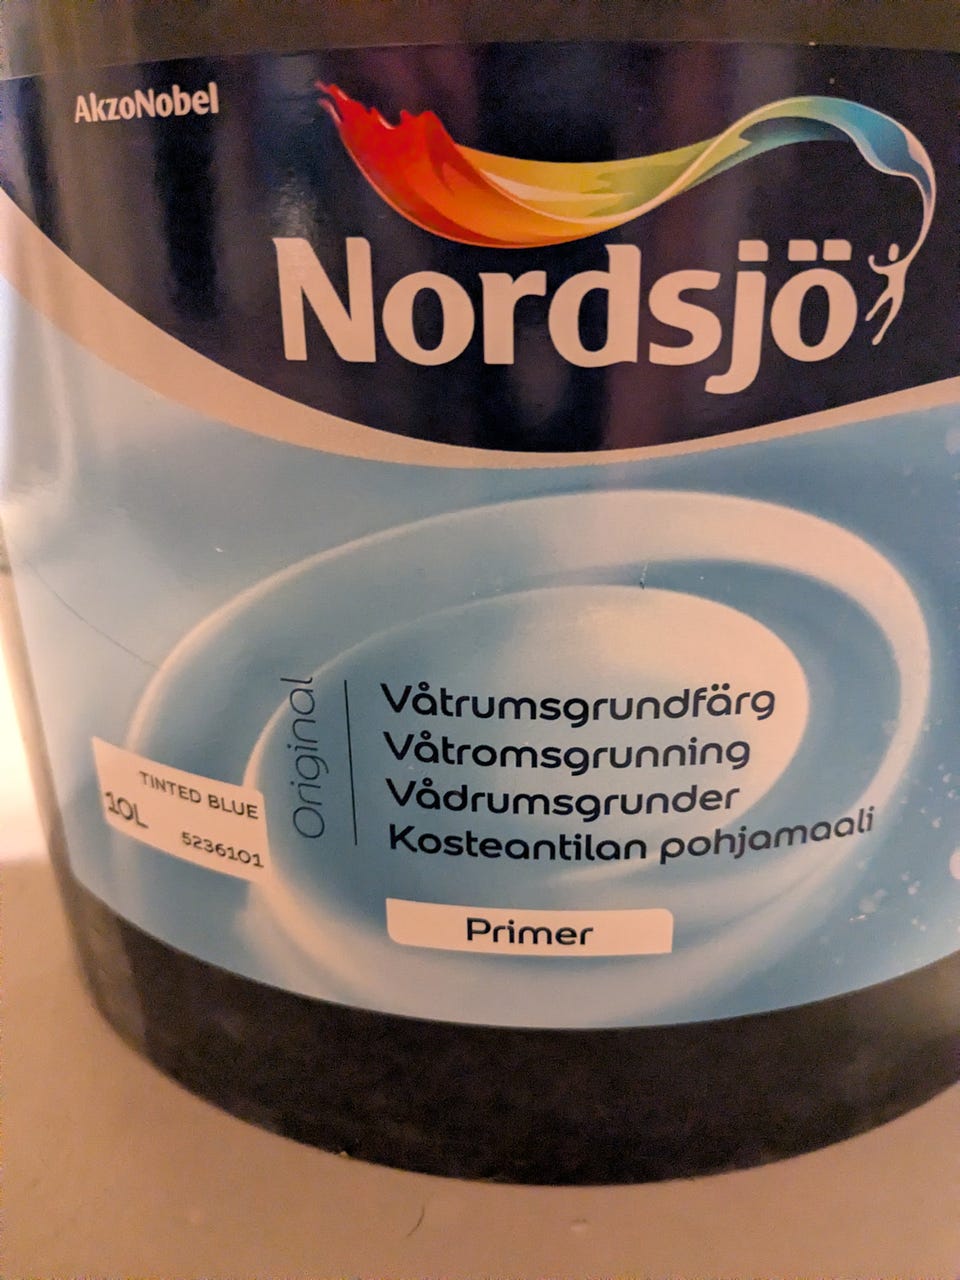 AkzoNobel
Nordsjö
Original
Våtrumsgrundfärg
Våtromsgrunning
Vådrumsgrunder
Kosteantilan pohjamaali
TINTED BLUE
10L
5236101
Primer